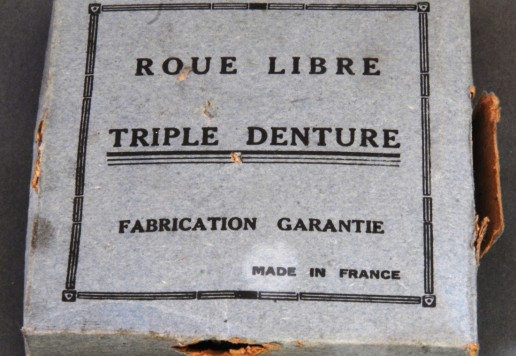 ROUE LIBRE
TRIPLE DENTURE
FABRICATION GARANTIE
MADE IN FRANCE